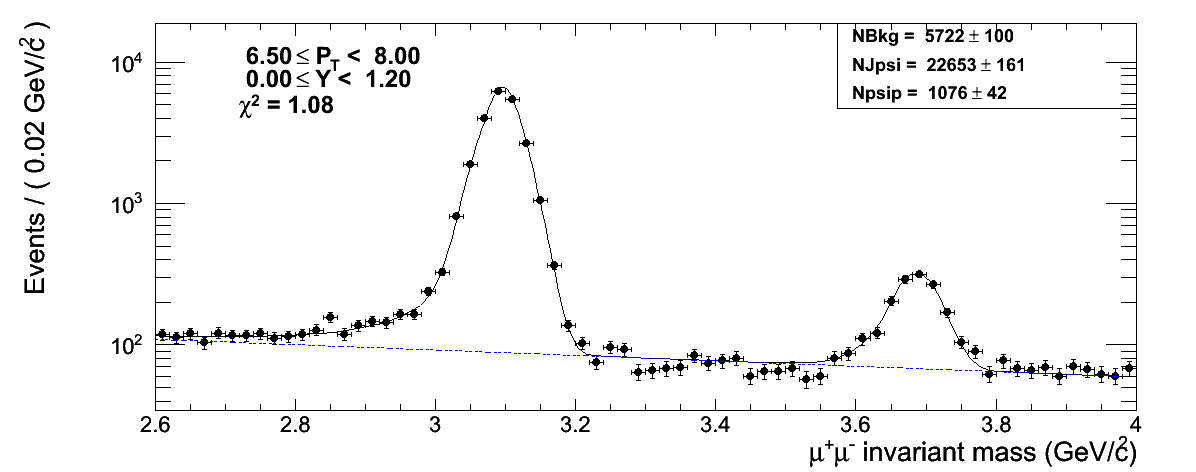 Events / ( 0.02 GeV/c² )
10⁴
10³
10²
6.50 ≤ P_T < 8.00
0.00 ≤ Y < 1.20
χ² = 1.08
NBkg = 5722 ± 100
NJpsi = 22653 ± 161
Npsip = 1076 ± 42
2.6 2.8 3 3.2 3.4 3.6 3.8 4
μ⁺μ⁻ invariant mass (GeV/c²)